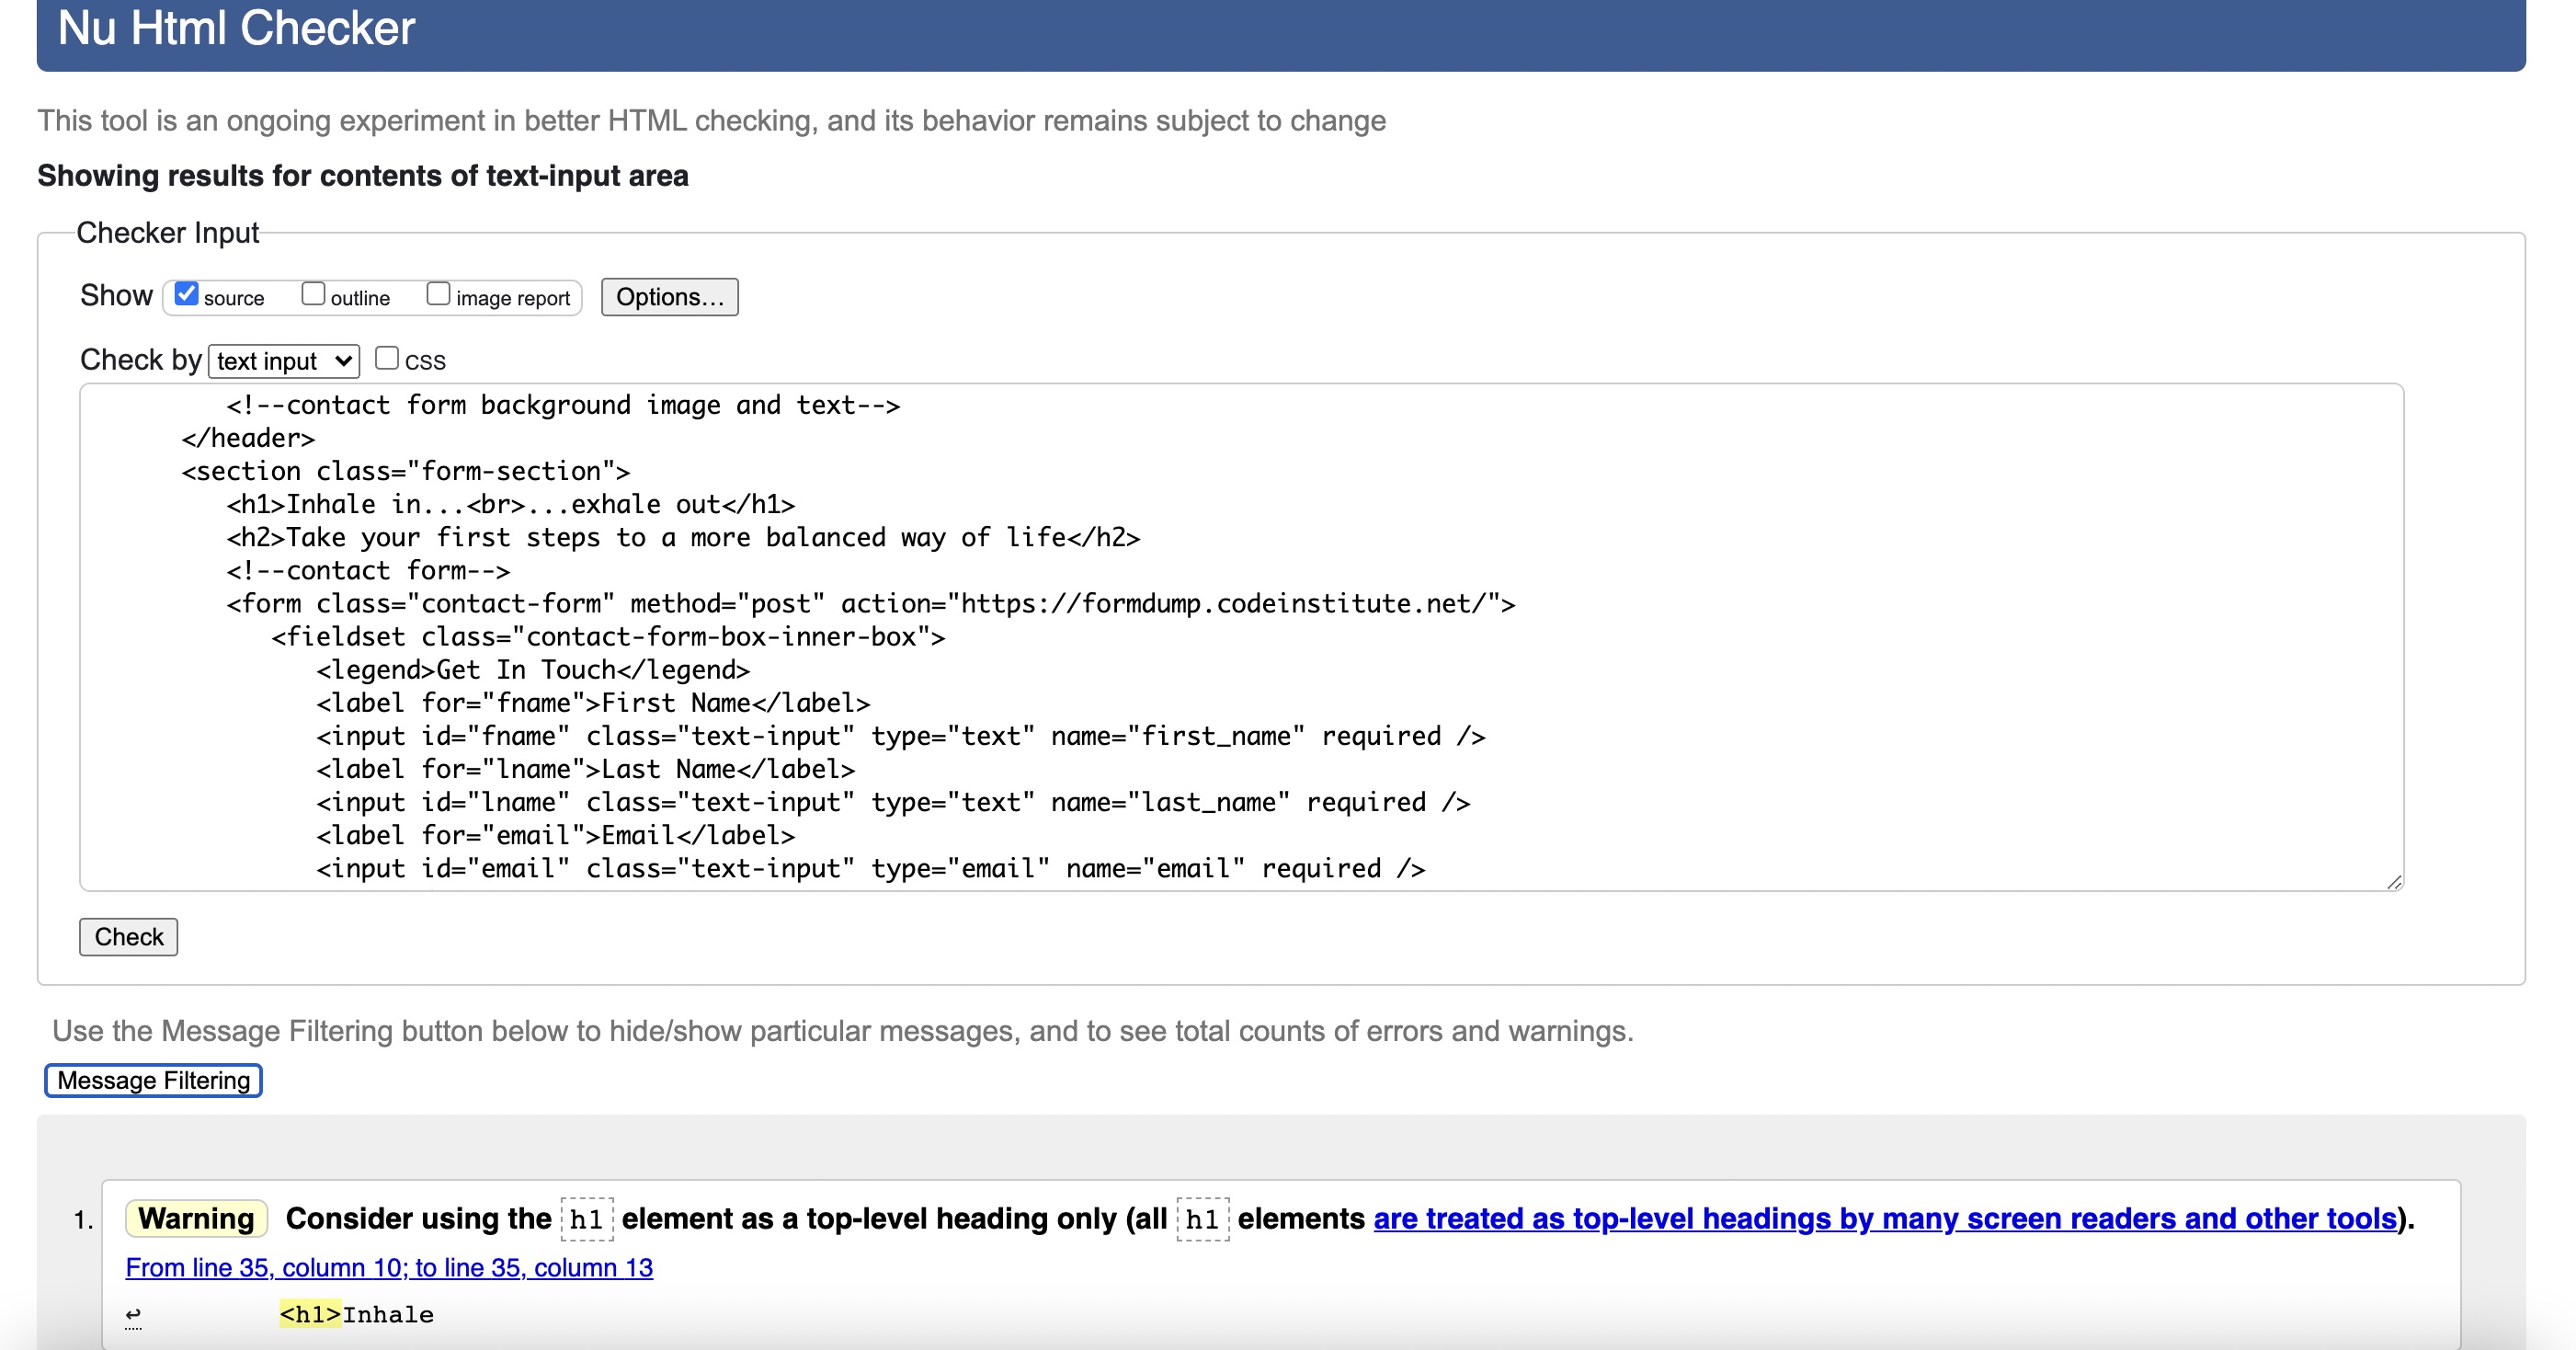 Nu Html Checker
This tool is an ongoing experiment in better HTML checking, and its behavior remains subject to change
Showing results for contents of text-input area
Checker Input
Show source outline image report Options...
Check by text input css
<!--contact form background image and text-->
</header>
<section class="form-section">
<h1>Inhale in...<br>...exhale out</h1>
<h2>Take your first steps to a more balanced way of life</h2>
<!--contact form-->
<form class="contact-form" method="post" action="https://formdump.codeinstitute.net/">
<fieldset class="contact-form-box-inner-box">
<legend>Get In Touch</legend>
<label for="fname">First Name</label>
<input id="fname" class="text-input" type="text" name="first_name" required />
<label for="lname">Last Name</label>
<input id="lname" class="text-input" type="text" name="last_name" required />
<label for="email">Email</label>
<input id="email" class="text-input" type="email" name="email" required />
Check
Use the Message Filtering button below to hide/show particular messages, and to see total counts of errors and warnings.
Message Filtering
1. Warning Consider using the h1 element as a top-level heading only (all h1 elements are treated as top-level headings by many screen readers and other tools).
From line 35, column 10; to line 35, column 13
↩ <h1>Inhale